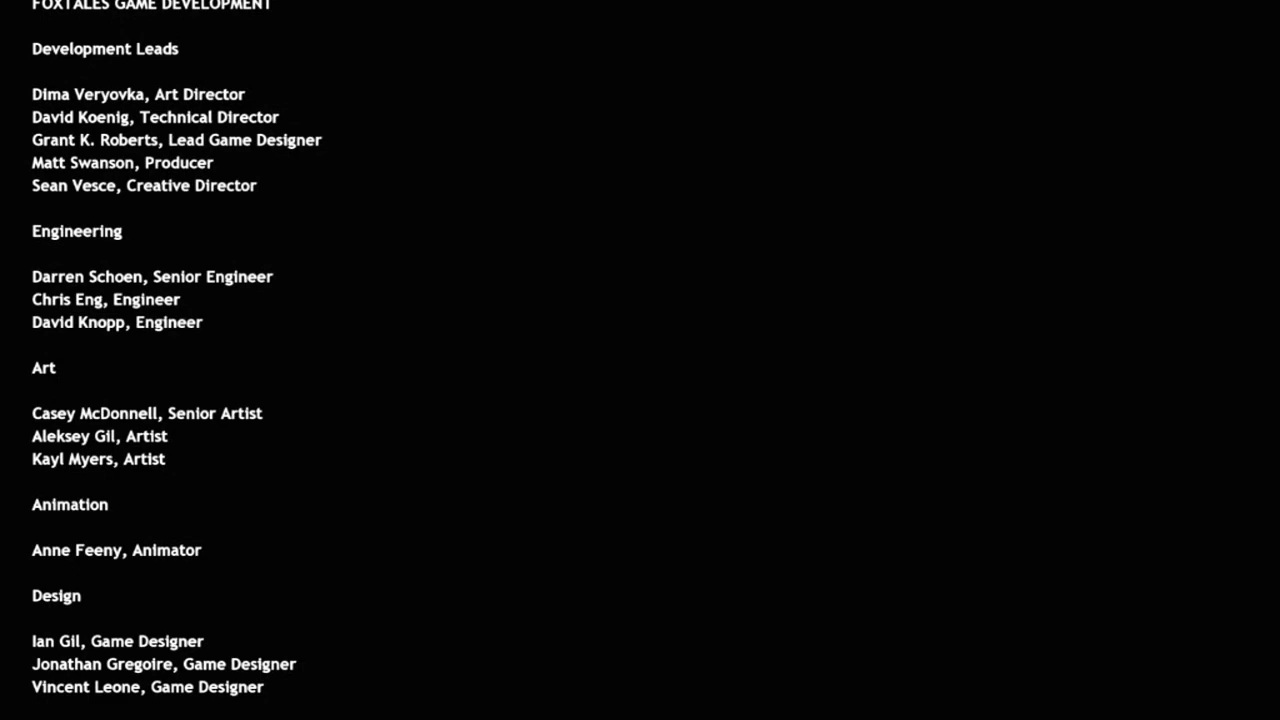 FOXTALES GAME DEVELOPMENT
Development Leads
Dima Veryovka, Art Director
David Koenig, Technical Director
Grant K. Roberts, Lead Game Designer
Matt Swanson, Producer
Sean Vesce, Creative Director
Engineering
Darren Schoen, Senior Engineer
Chris Eng, Engineer
David Knopp, Engineer
Art
Casey McDonnell, Senior Artist
Aleksey Gil, Artist
Kayl Myers, Artist
Animation
Anne Feeny, Animator
Design
Ian Gil, Game Designer
Jonathan Gregoire, Game Designer
Vincent Leone, Game Designer